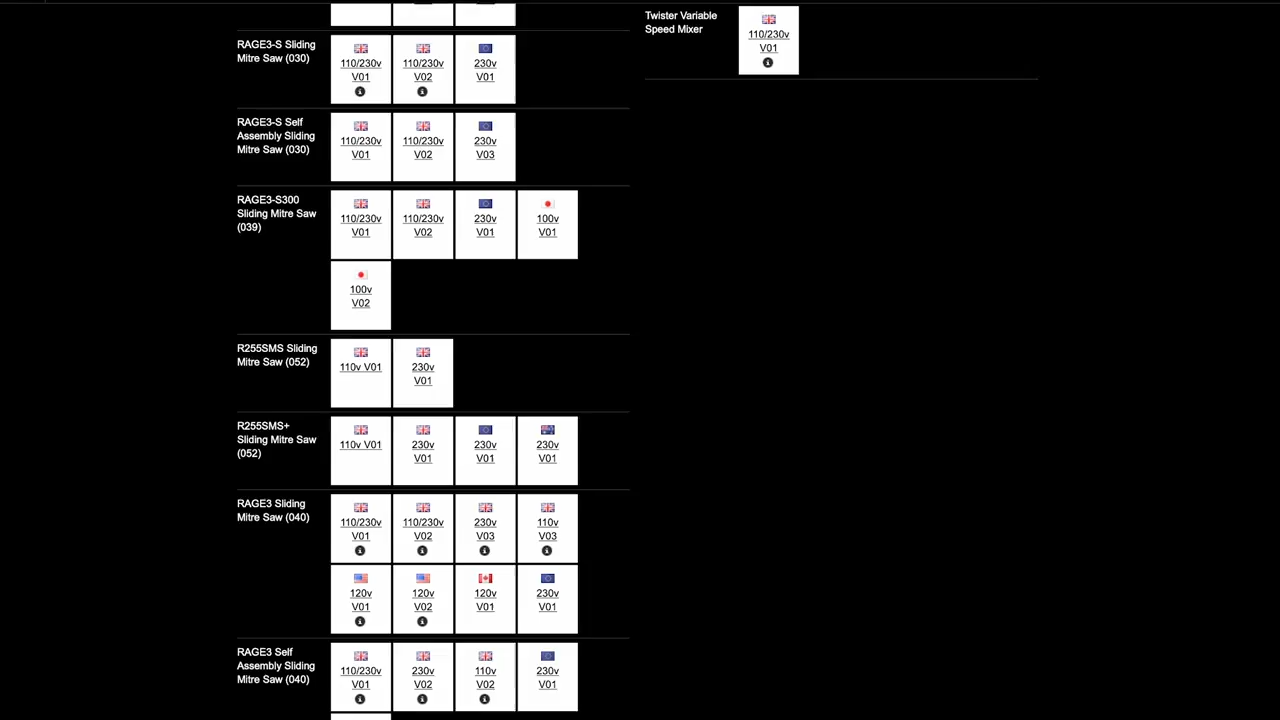 RAGE3-S Sliding
Mitre Saw (030)
110/230v
V01
110/230v
V02
230v
V01
RAGE3-S Self
Assembly Sliding
Mitre Saw (030)
110/230v
V01
110/230v
V02
230v
V03
RAGE3-S300
Sliding Mitre Saw
(039)
110/230v
V01
110/230v
V02
230v
V01
100v
V01
100v
V02
R255SMS Sliding
Mitre Saw (052)
110v V01
230v
V01
R255SMS+
Sliding Mitre Saw
(052)
110v V01
230v
V01
230v
V01
230v
V01
RAGE3 Sliding
Mitre Saw (040)
110/230v
V01
110/230v
V02
230v
V03
110v
V03
120v
V01
120v
V02
120v
V01
230v
V01
RAGE3 Self
Assembly Sliding
Mitre Saw (040)
110/230v
V01
230v
V02
110v
V02
230v
V01
Twister Variable
Speed Mixer
110/230v
V01